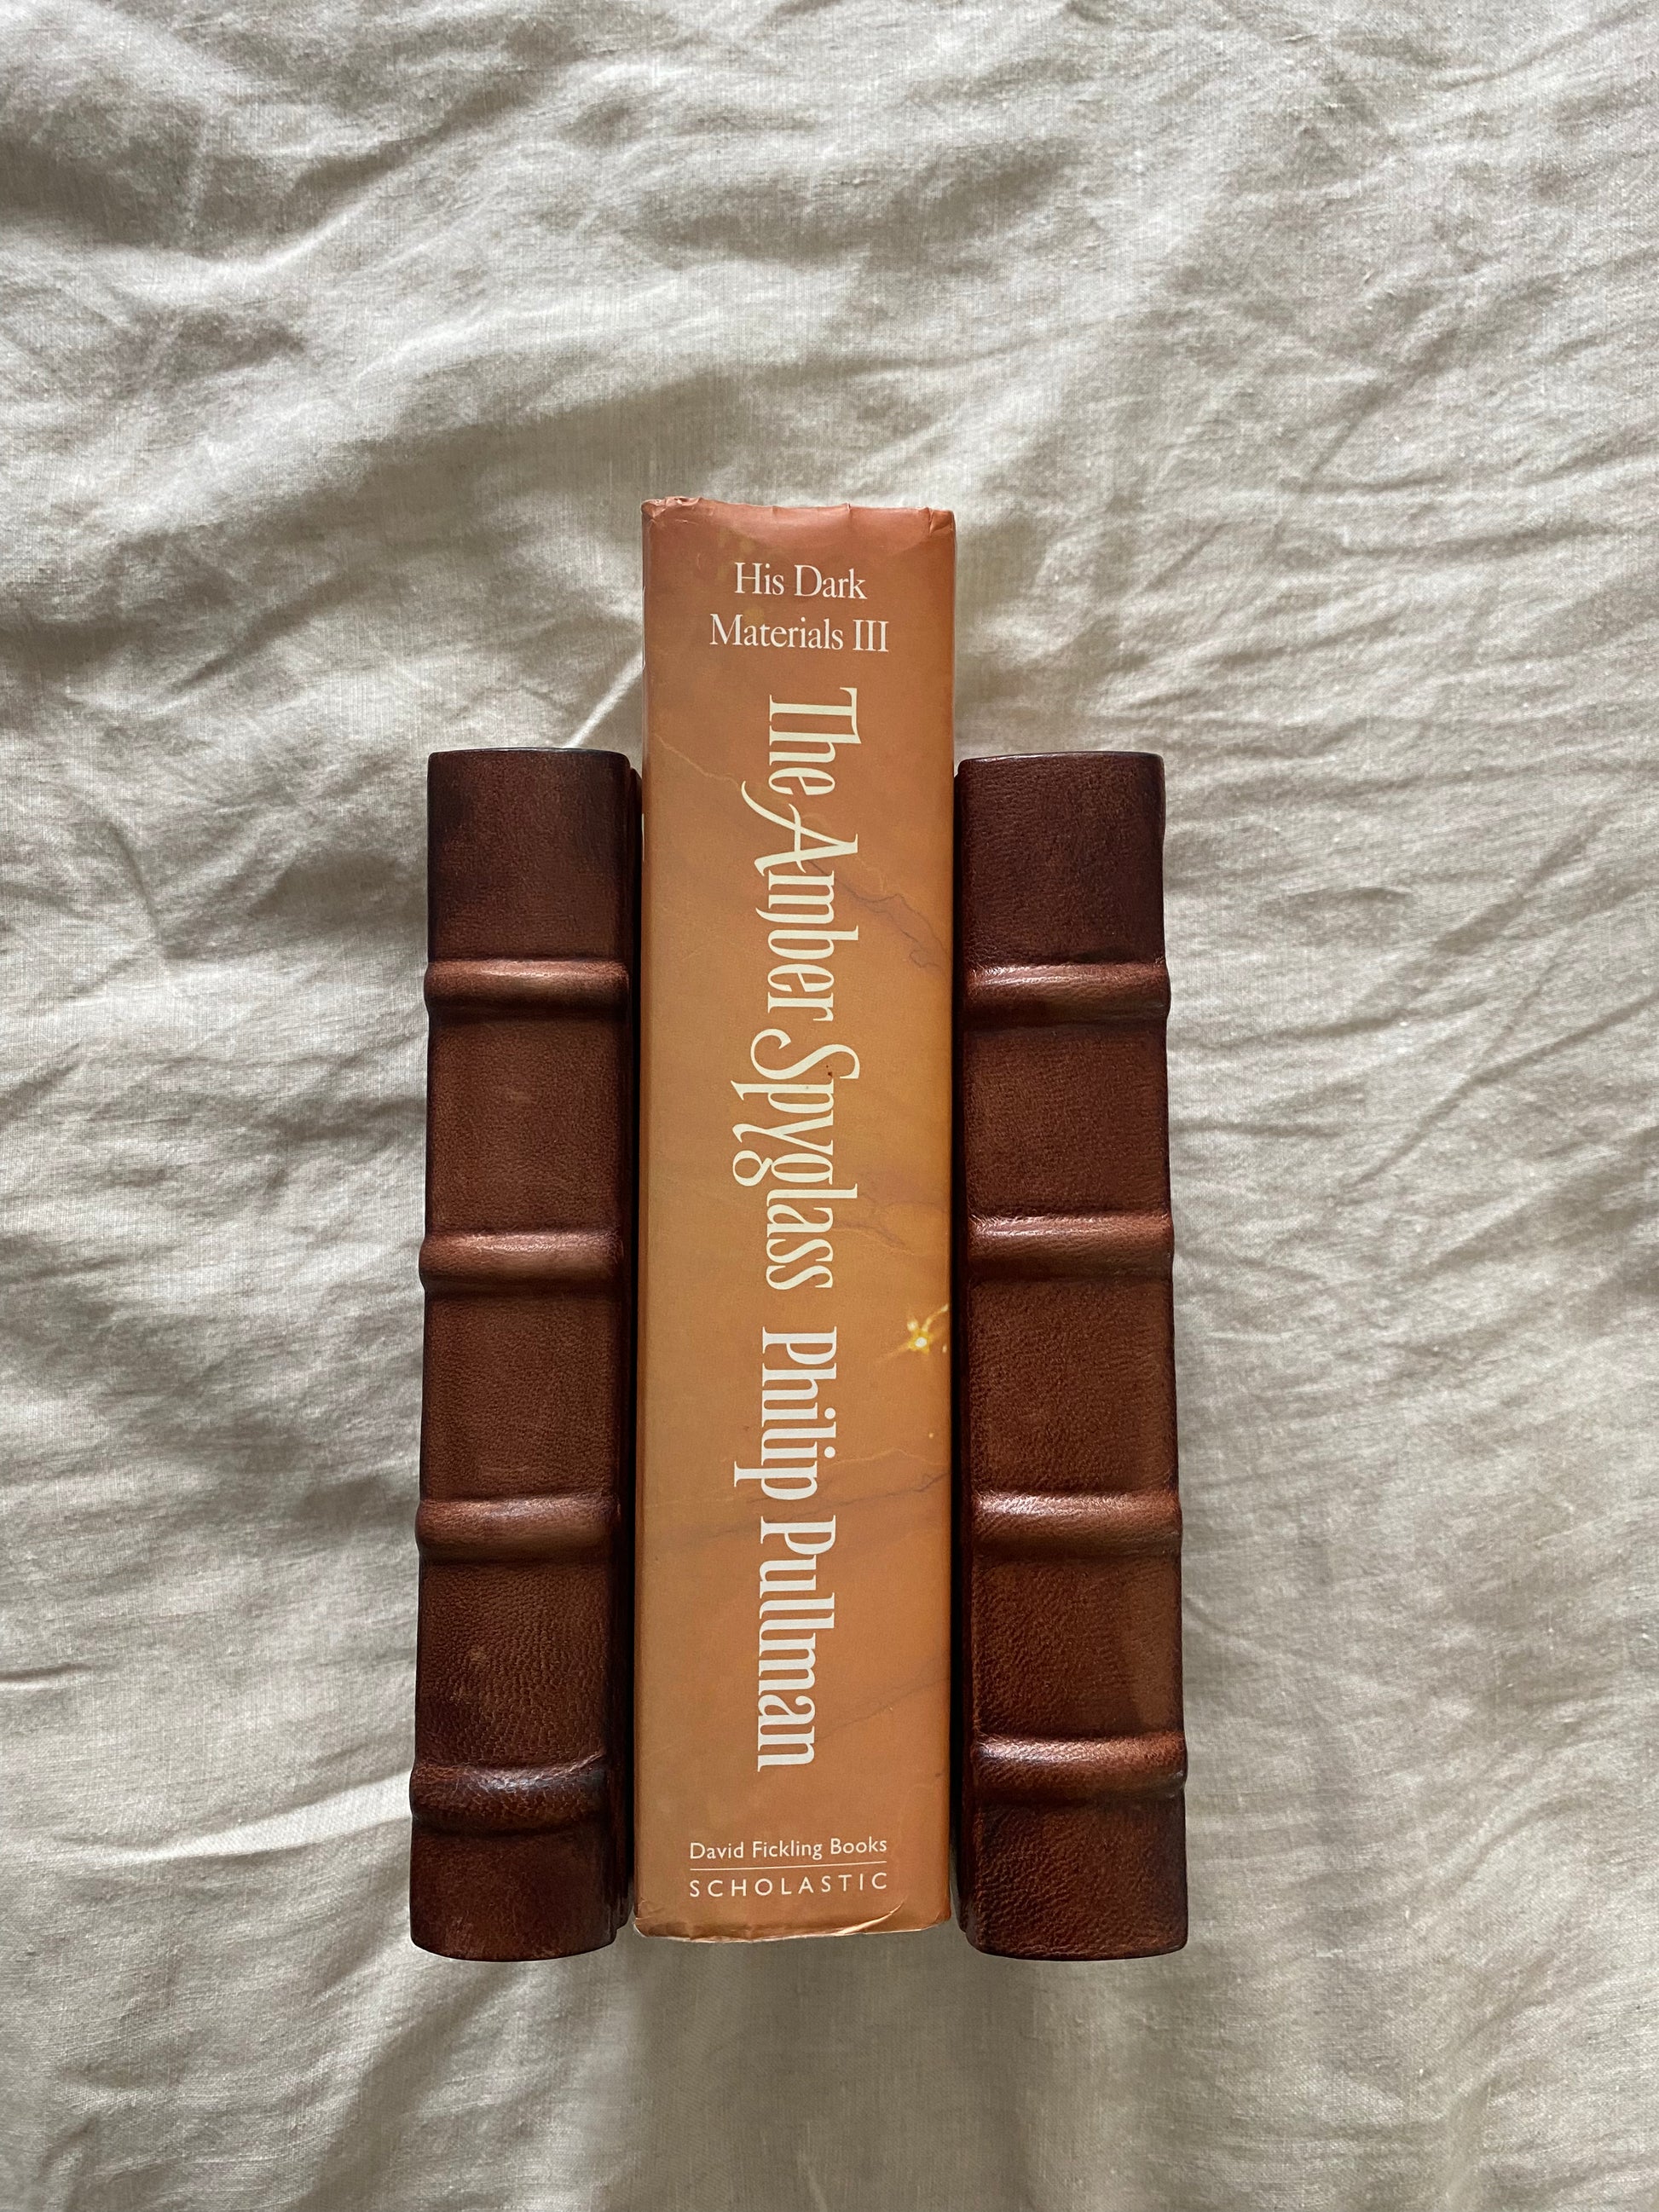 His Dark
Materials III
The Amber Spyglass Philip Pullman
David Fickling Books
SCHOLASTIC